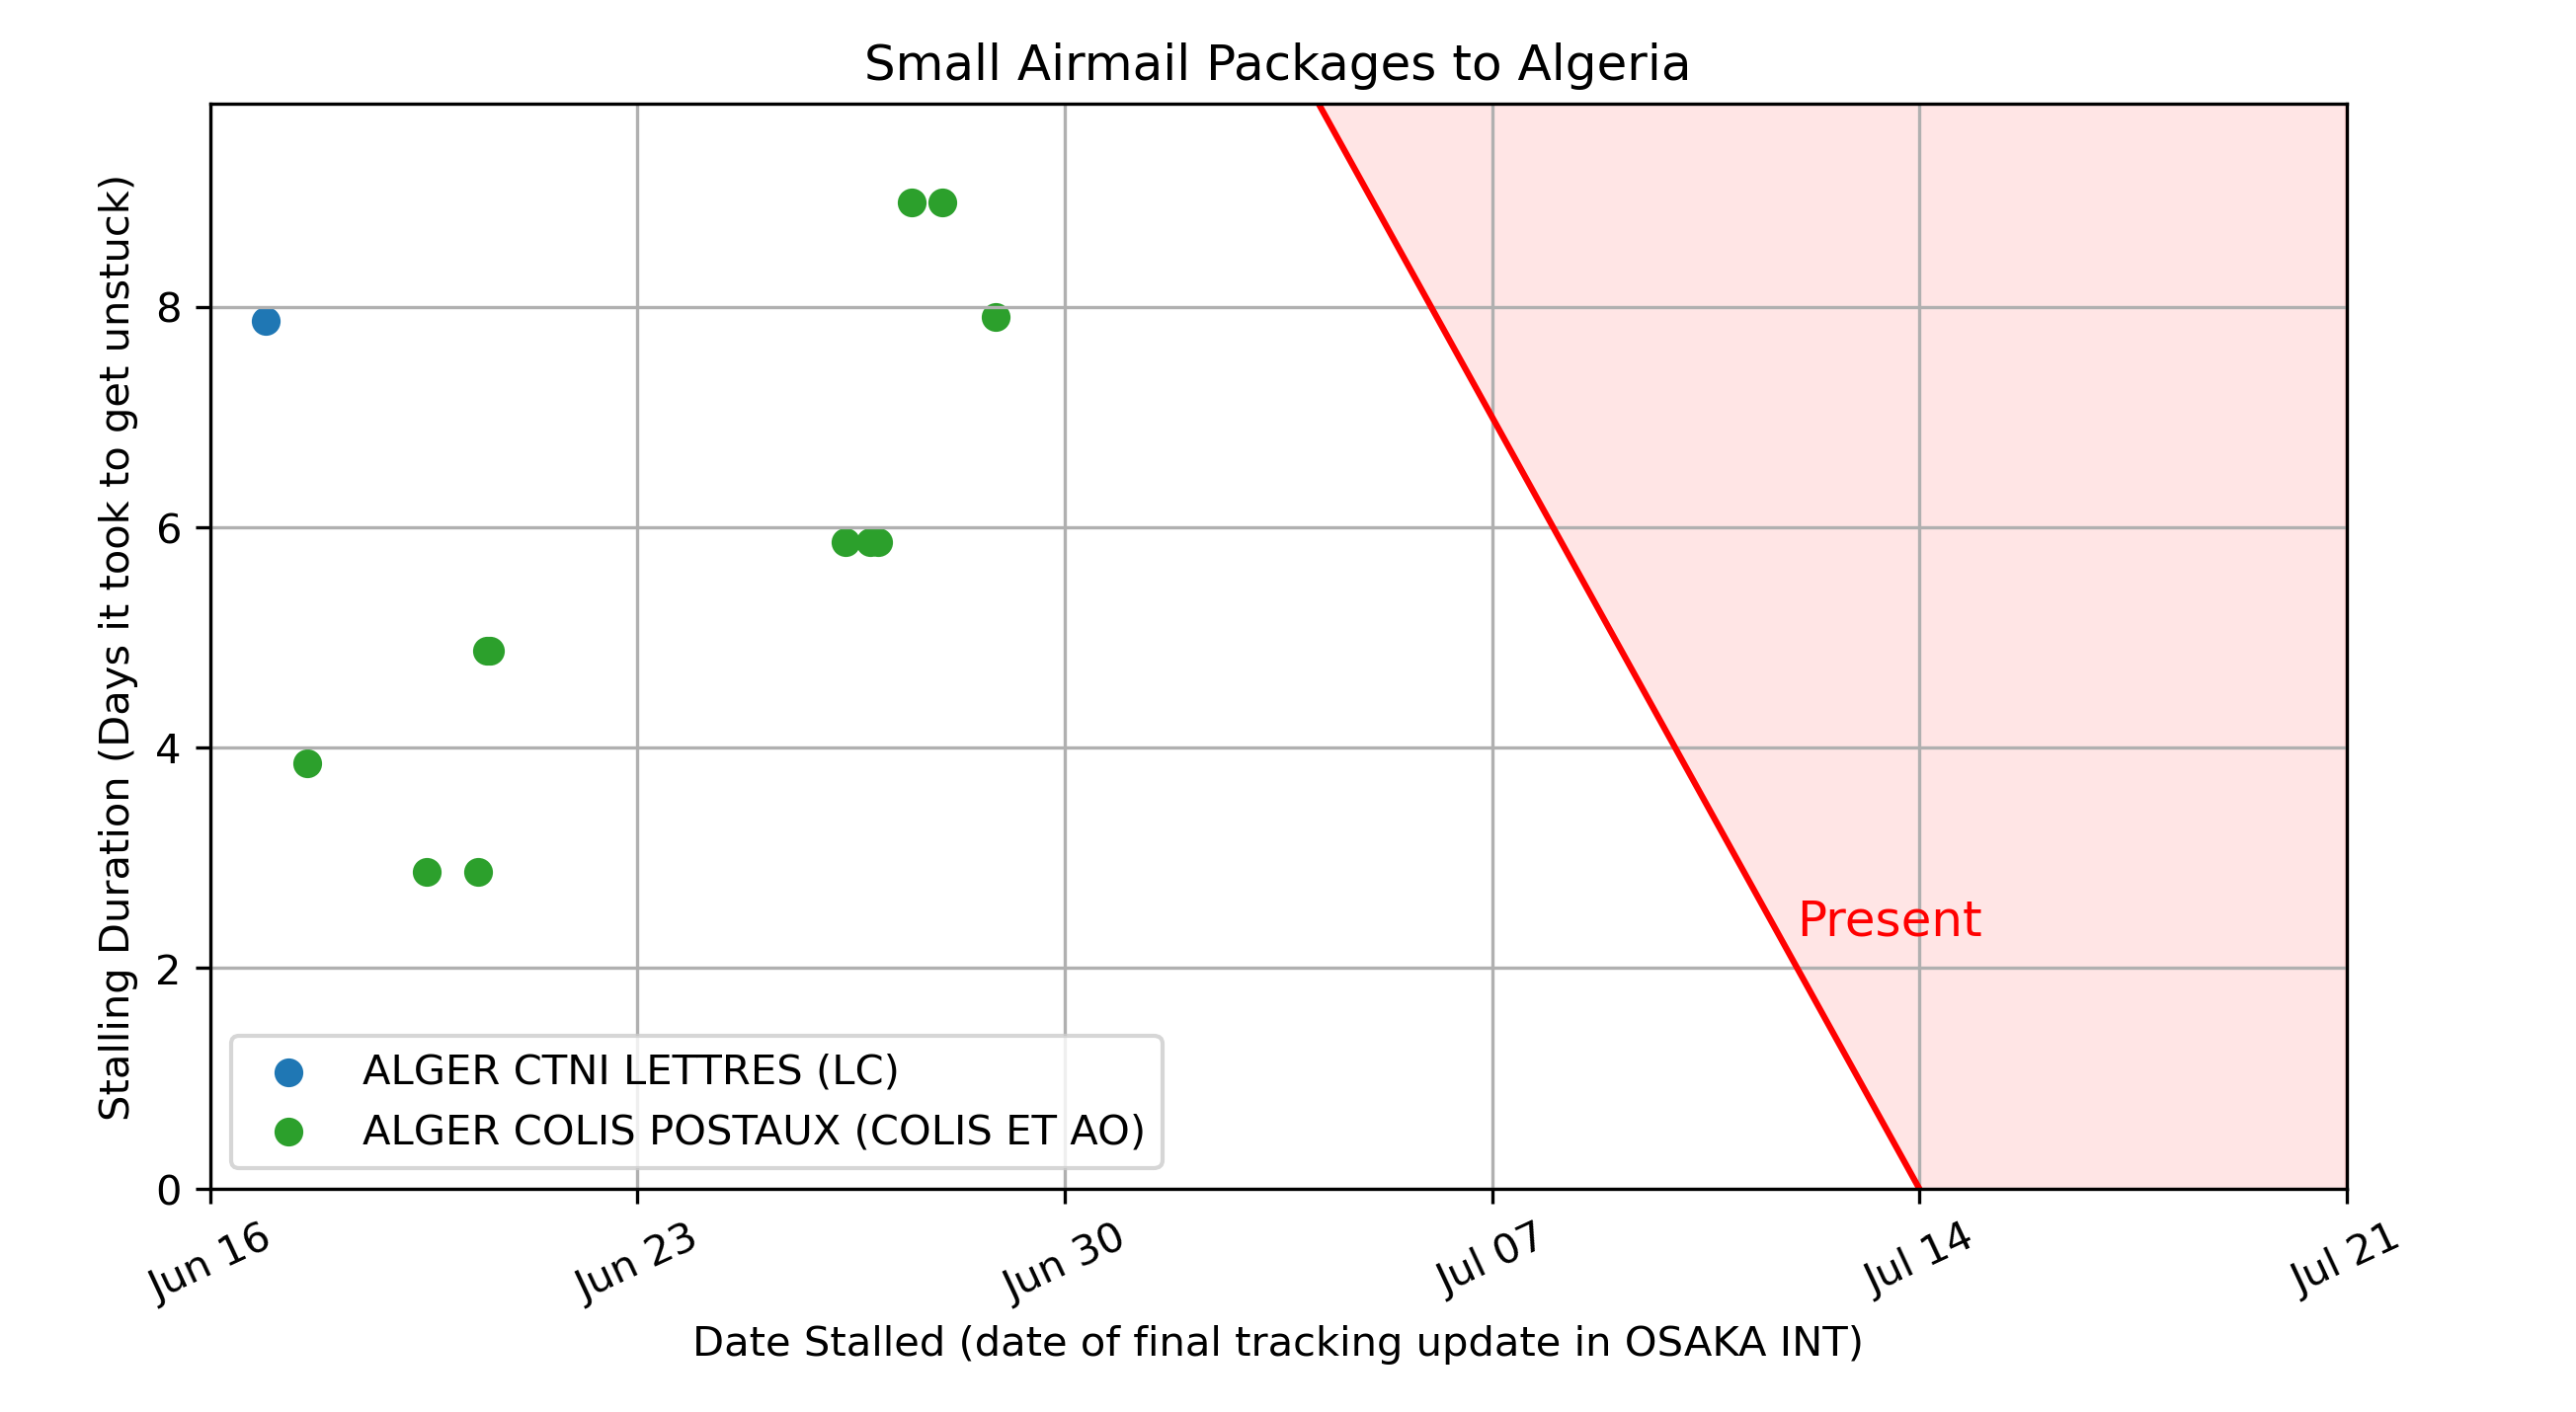 Small Airmail Packages to Algeria
Stalling Duration (Days it took to get unstuck)
8
6
4
2
0
Present
ALGER CTNI LETTRES (LC)
ALGER COLIS POSTAUX (COLIS ET AO)
Jun 16
Jun 23
Jun 30
Jul 07
Jul 14
Jul 21
Date Stalled (date of final tracking update in OSAKA INT)